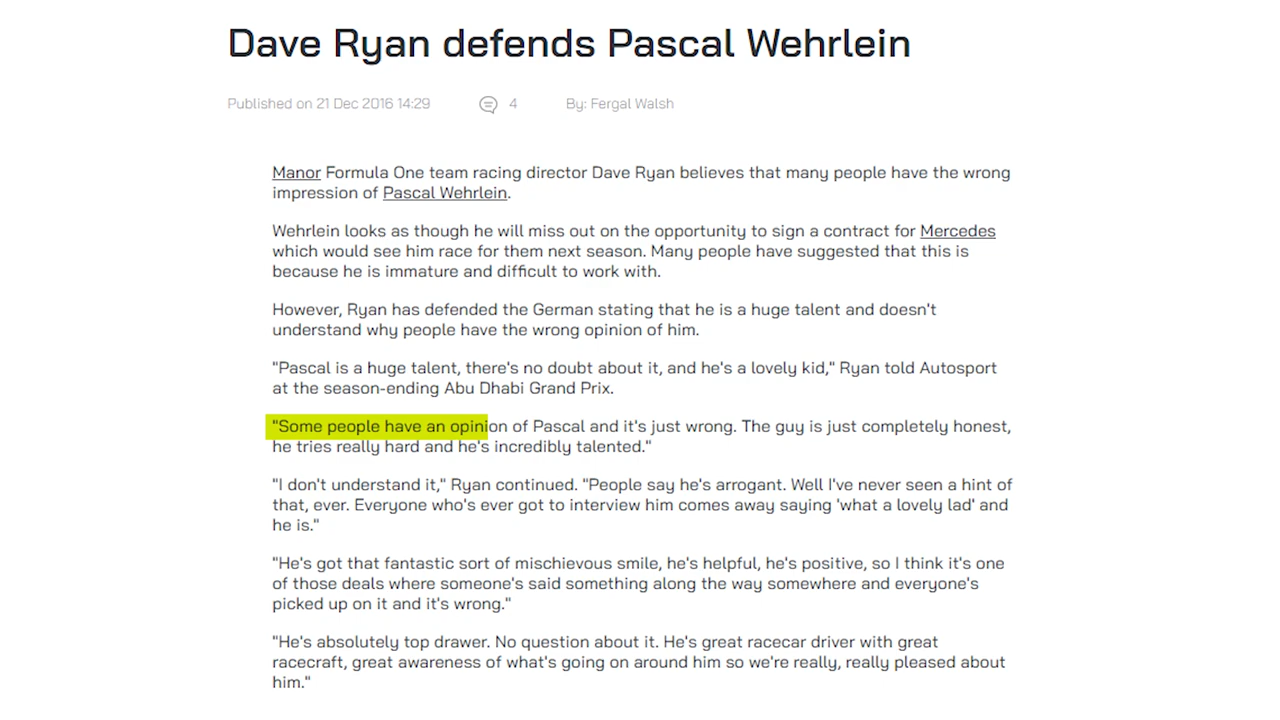 Dave Ryan defends Pascal Wehrlein
Published on 21 Dec 2016 14:29 4 By: Fergal Walsh
Manor Formula One team racing director Dave Ryan believes that many people have the wrong
impression of Pascal Wehrlein.
Wehrlein looks as though he will miss out on the opportunity to sign a contract for Mercedes
which would see him race for them next season. Many people have suggested that this is
because he is immature and difficult to work with.
However, Ryan has defended the German stating that he is a huge talent and doesn't
understand why people have the wrong opinion of him.
"Pascal is a huge talent, there's no doubt about it, and he's a lovely kid," Ryan told Autosport
at the season-ending Abu Dhabi Grand Prix.
"Some people have an opinion of Pascal and it's just wrong. The guy is just completely honest,
he tries really hard and he's incredibly talented."
"I don't understand it," Ryan continued. "People say he's arrogant. Well I've never seen a hint of
that, ever. Everyone who's ever got to interview him comes away saying 'what a lovely lad' and
he is."
"He's got that fantastic sort of mischievous smile, he's helpful, he's positive, so I think it's one
of those deals where someone's said something along the way somewhere and everyone's
picked up on it and it's wrong."
"He's absolutely top drawer. No question about it. He's great racecar driver with great
racecraft, great awareness of what's going on around him so we're really, really pleased about
him."